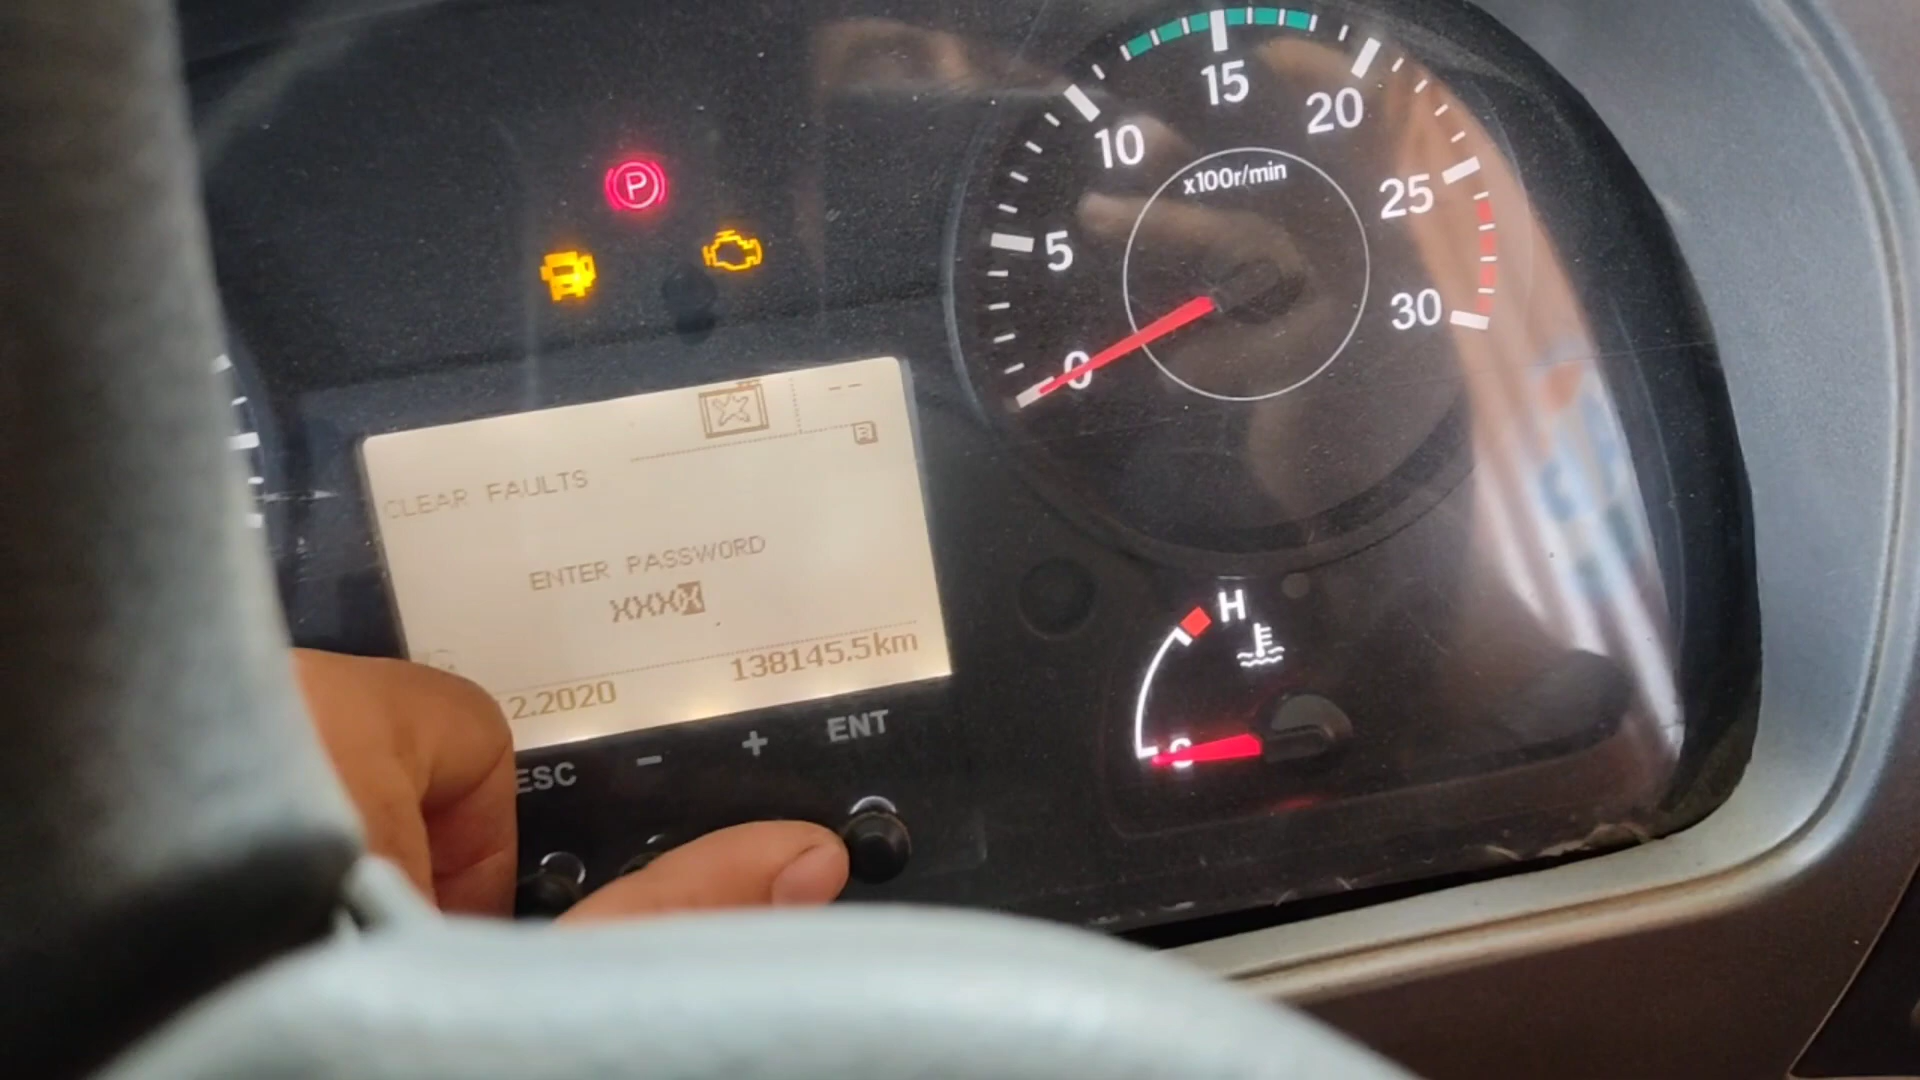 P
0
5
10
15
20
25
30
x100r/min
--
CLEAR FAULTS
ENTER PASSWORD
XXXX
2.2020 138145.5km
ESC - + ENT
H
C